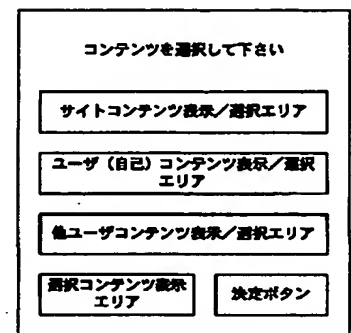 コンテンツを選択して下さい
サイトコンテンツ表示／選択エリア
ユーザ（自己）コンテンツ表示／選択
エリア
他ユーザコンテンツ表示／選択エリア
選択コンテンツ表示
エリア
決定ボタン